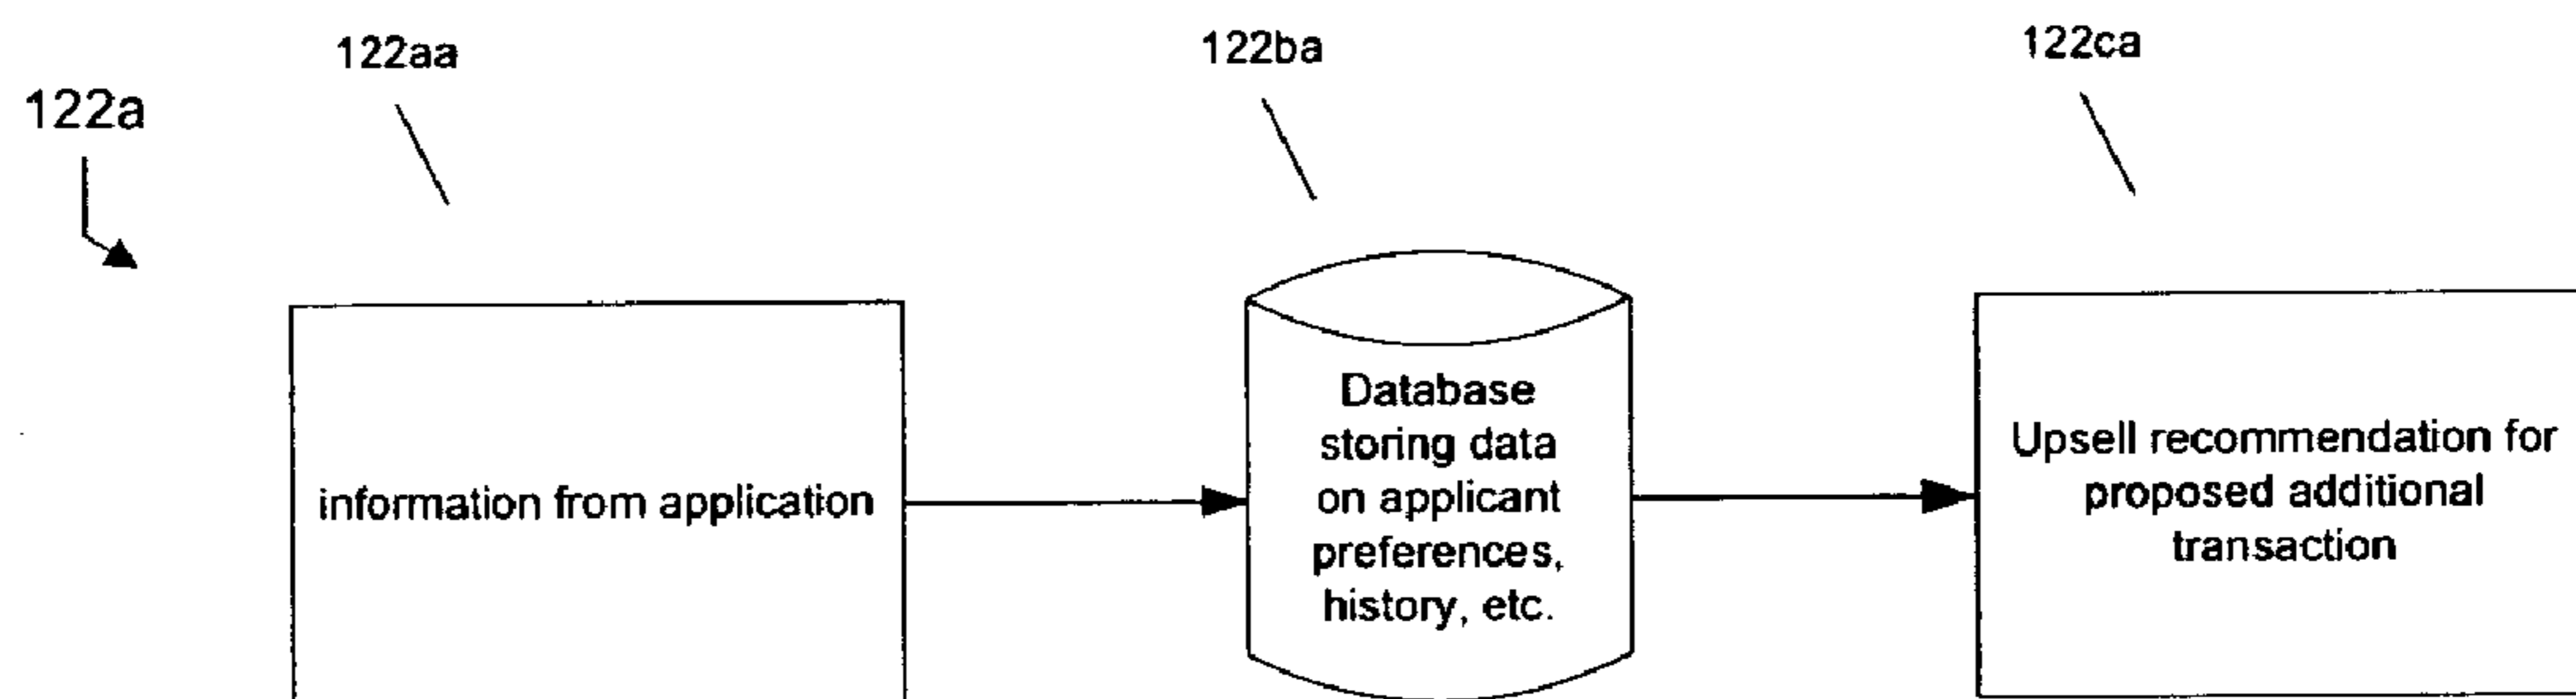 122a
122aa
122ba
122ca
information from application
Database
storing data
on applicant
preferences,
history, etc.
Upsell recommendation for
proposed additional
transaction